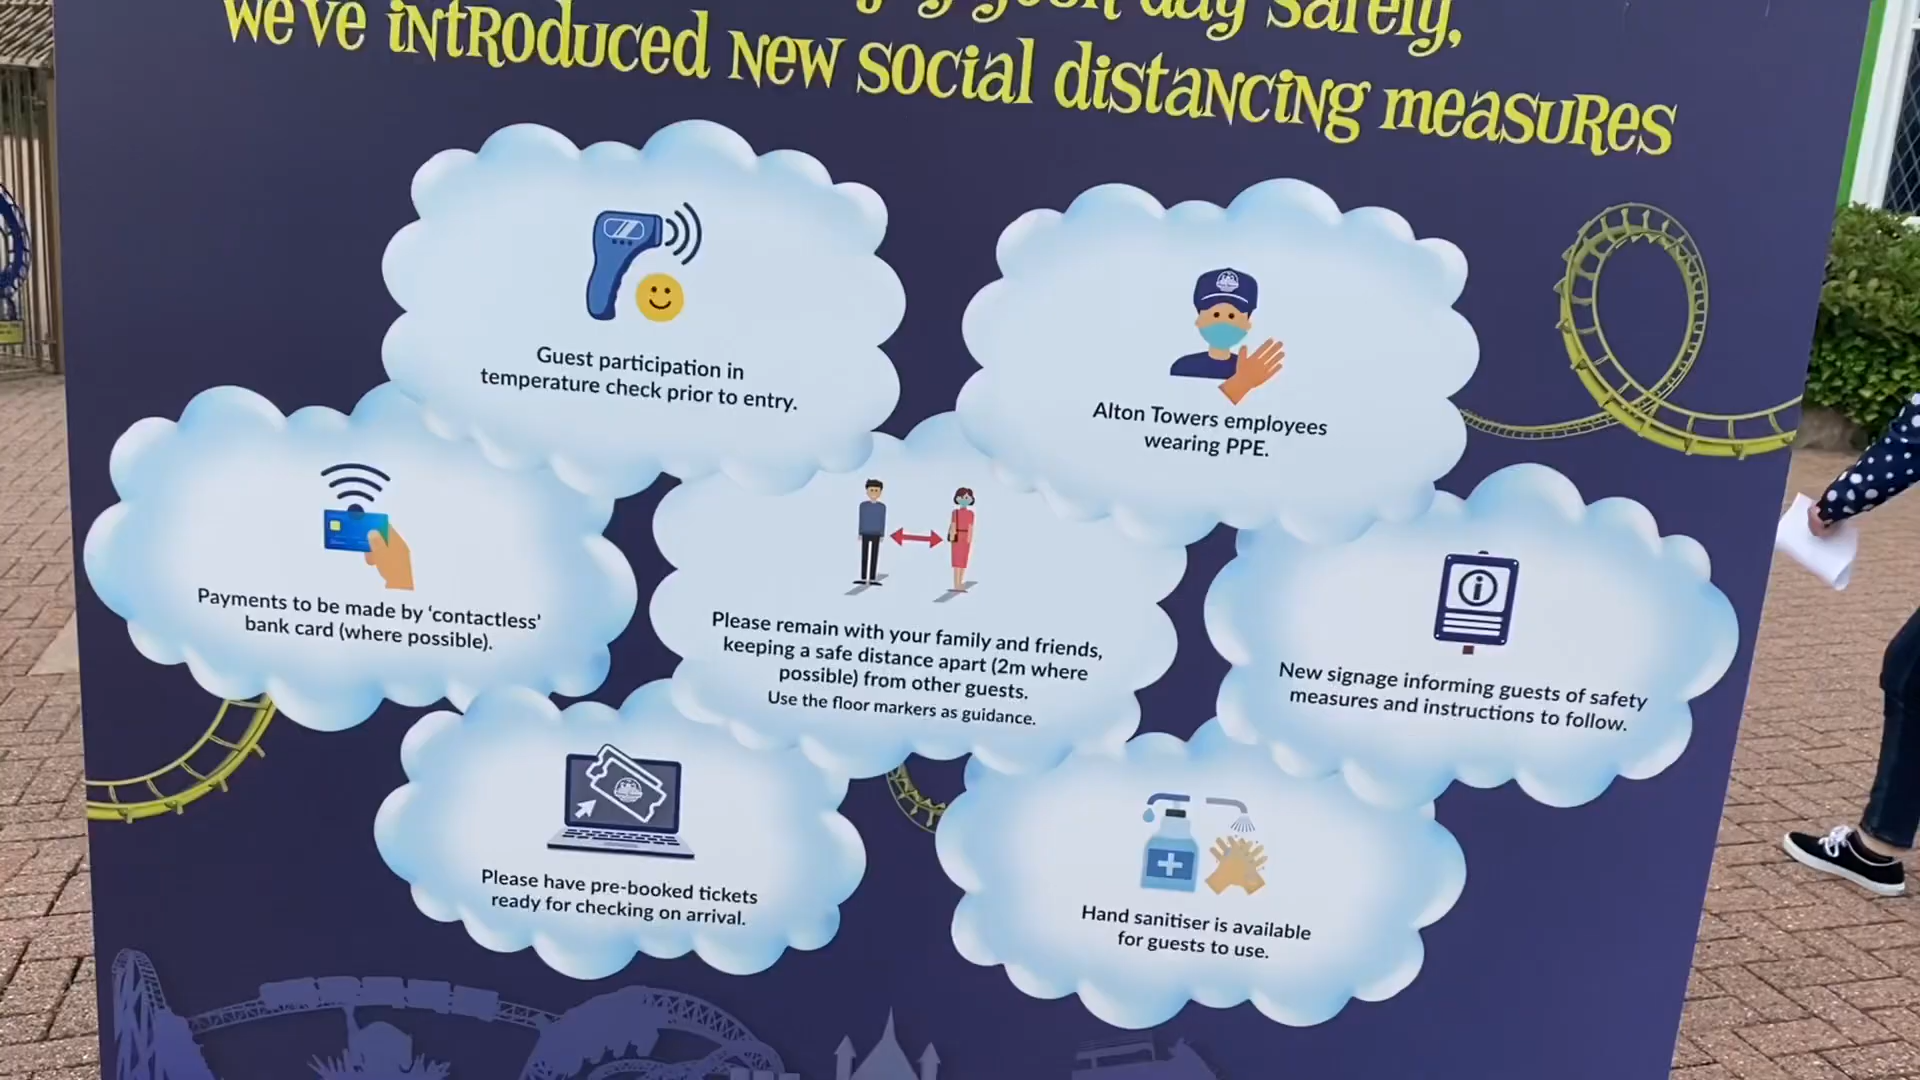 day safely,
we've introduced new social distancing measures
Guest participation in
temperature check prior to entry.
Alton Towers employees
wearing PPE.
Payments to be made by ‘contactless’
bank card (where possible).
Please remain with your family and friends,
keeping a safe distance apart (2m where
possible) from other guests.
Use the floor markers as guidance.
New signage informing guests of safety
measures and instructions to follow.
Please have pre-booked tickets
ready for checking on arrival.
Hand sanitiser is available
for guests to use.